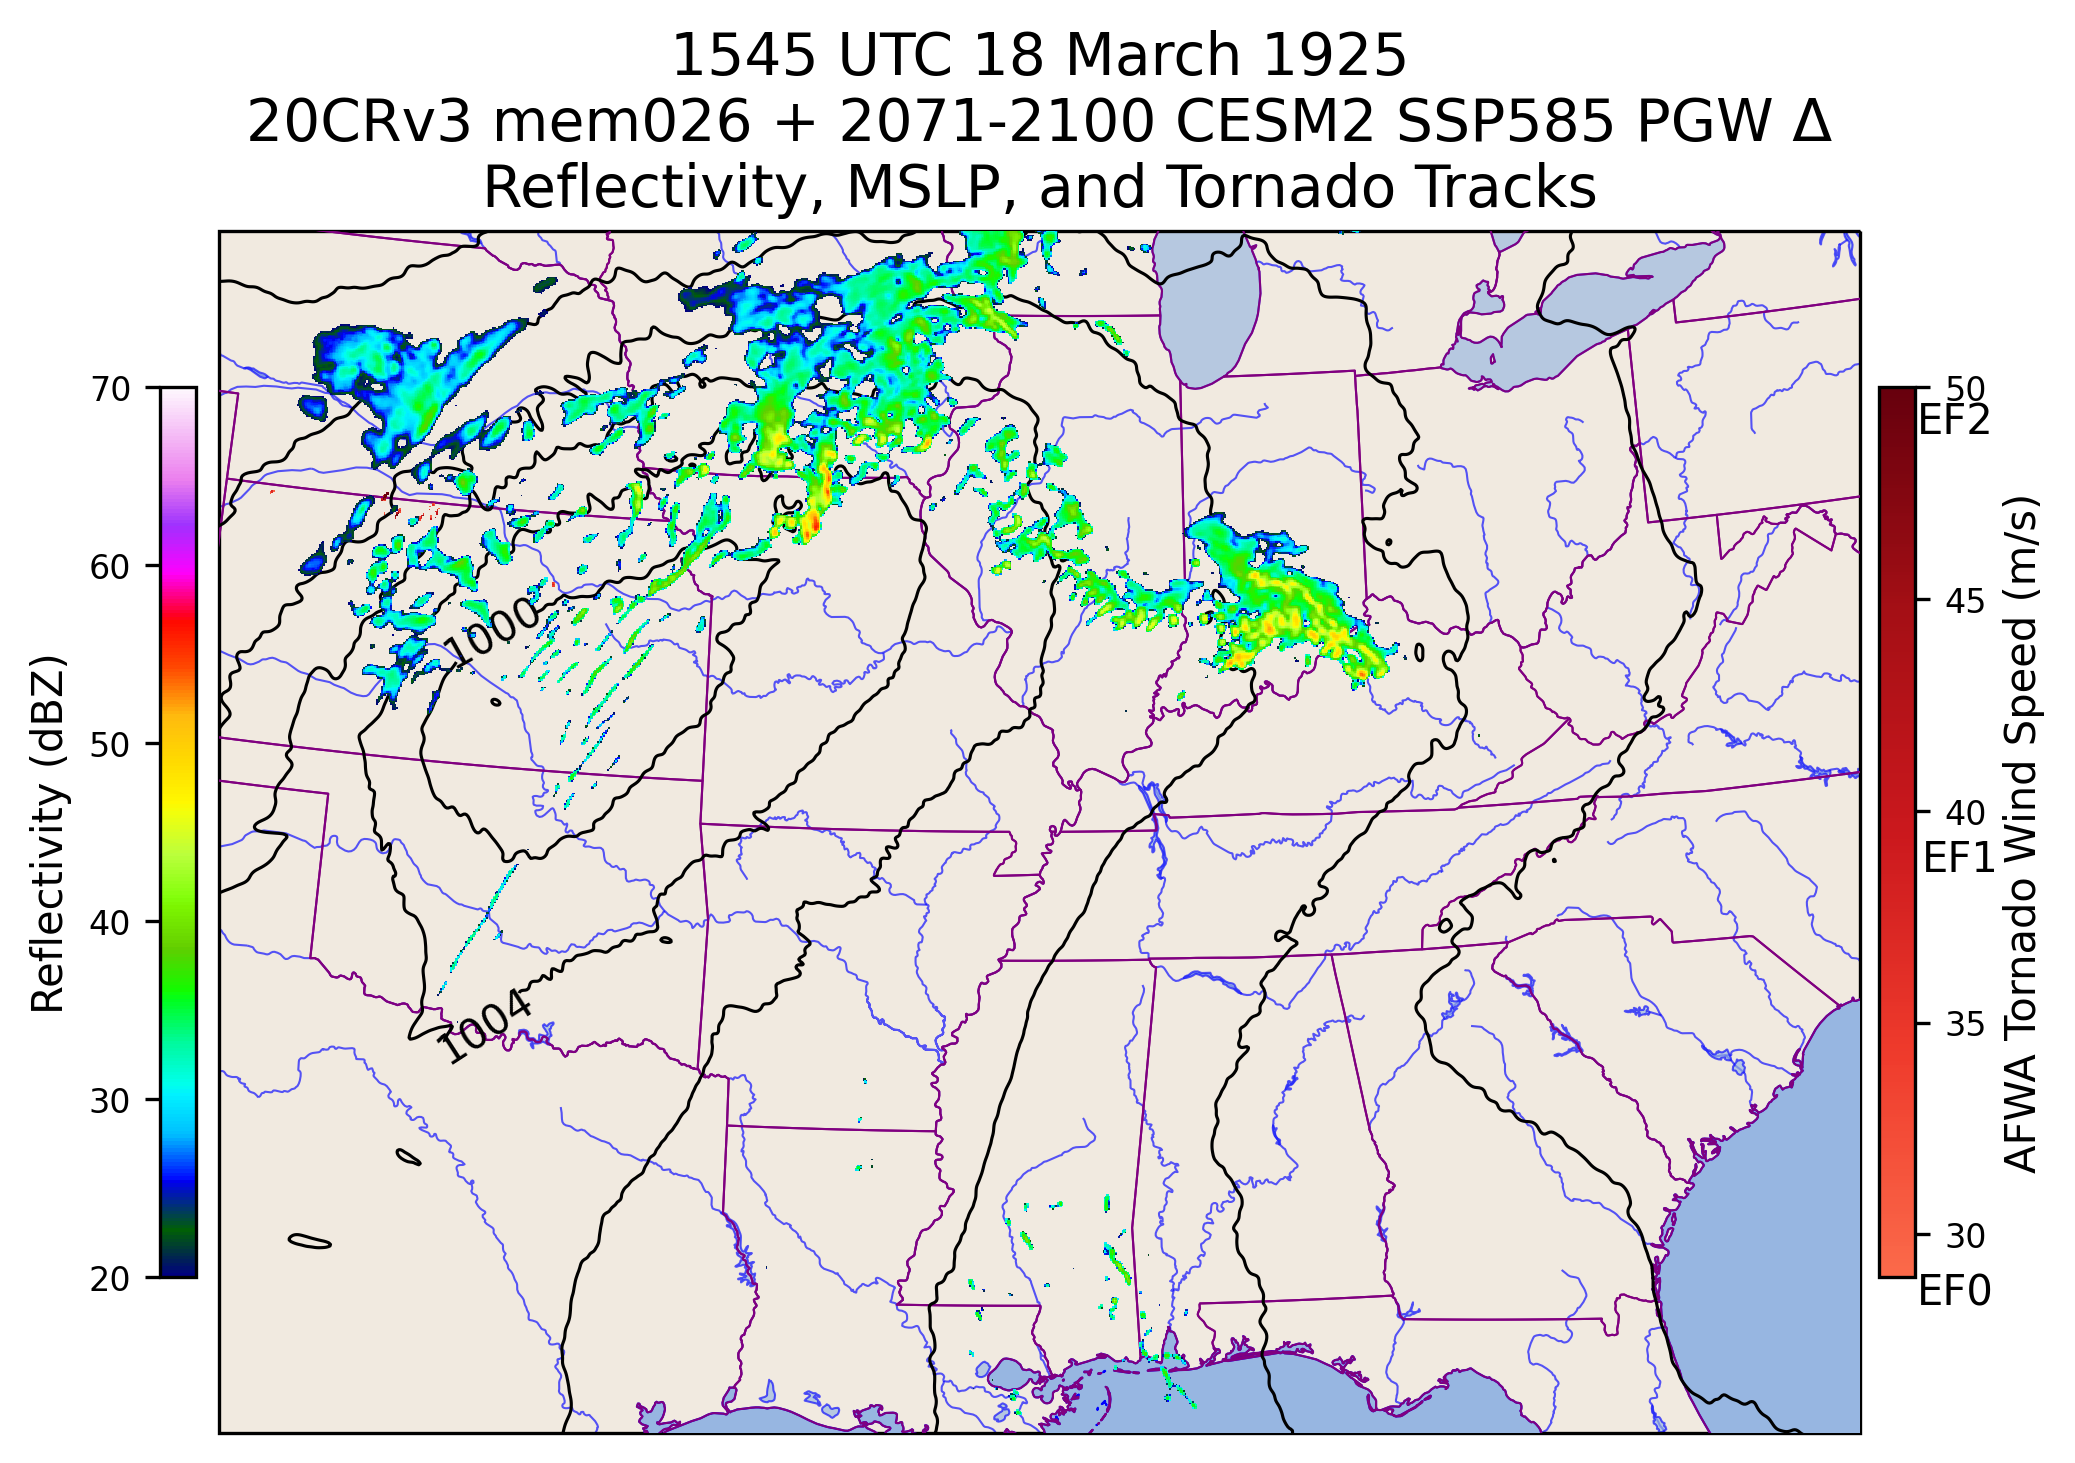 1545 UTC 18 March 1925
20CRv3 mem026 + 2071-2100 CESM2 SSP585 PGW Δ
Reflectivity, MSLP, and Tornado Tracks
70
60
50
40
30
20
Reflectivity (dBZ)
1000
1004
50
EF2
45
40
EF1
35
30
EF0
AFWA Tornado Wind Speed (m/s)